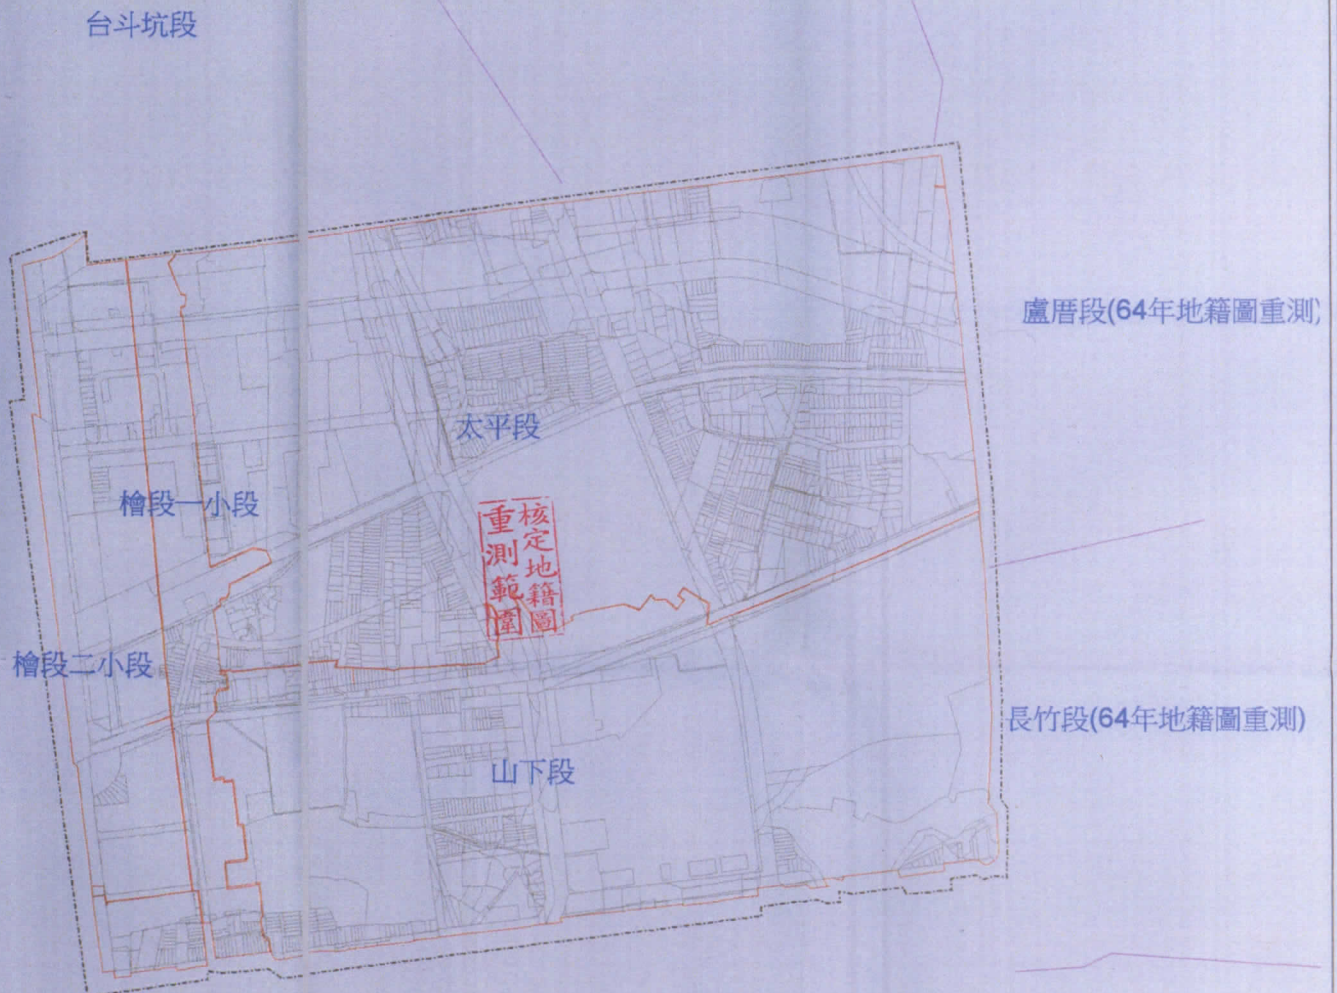 台斗坑段
盧厝段(64年地籍圖重測)
太平段
檜段一小段
核定地籍圖
重測範圍
檜段二小段
長竹段(64年地籍圖重測)
山下段